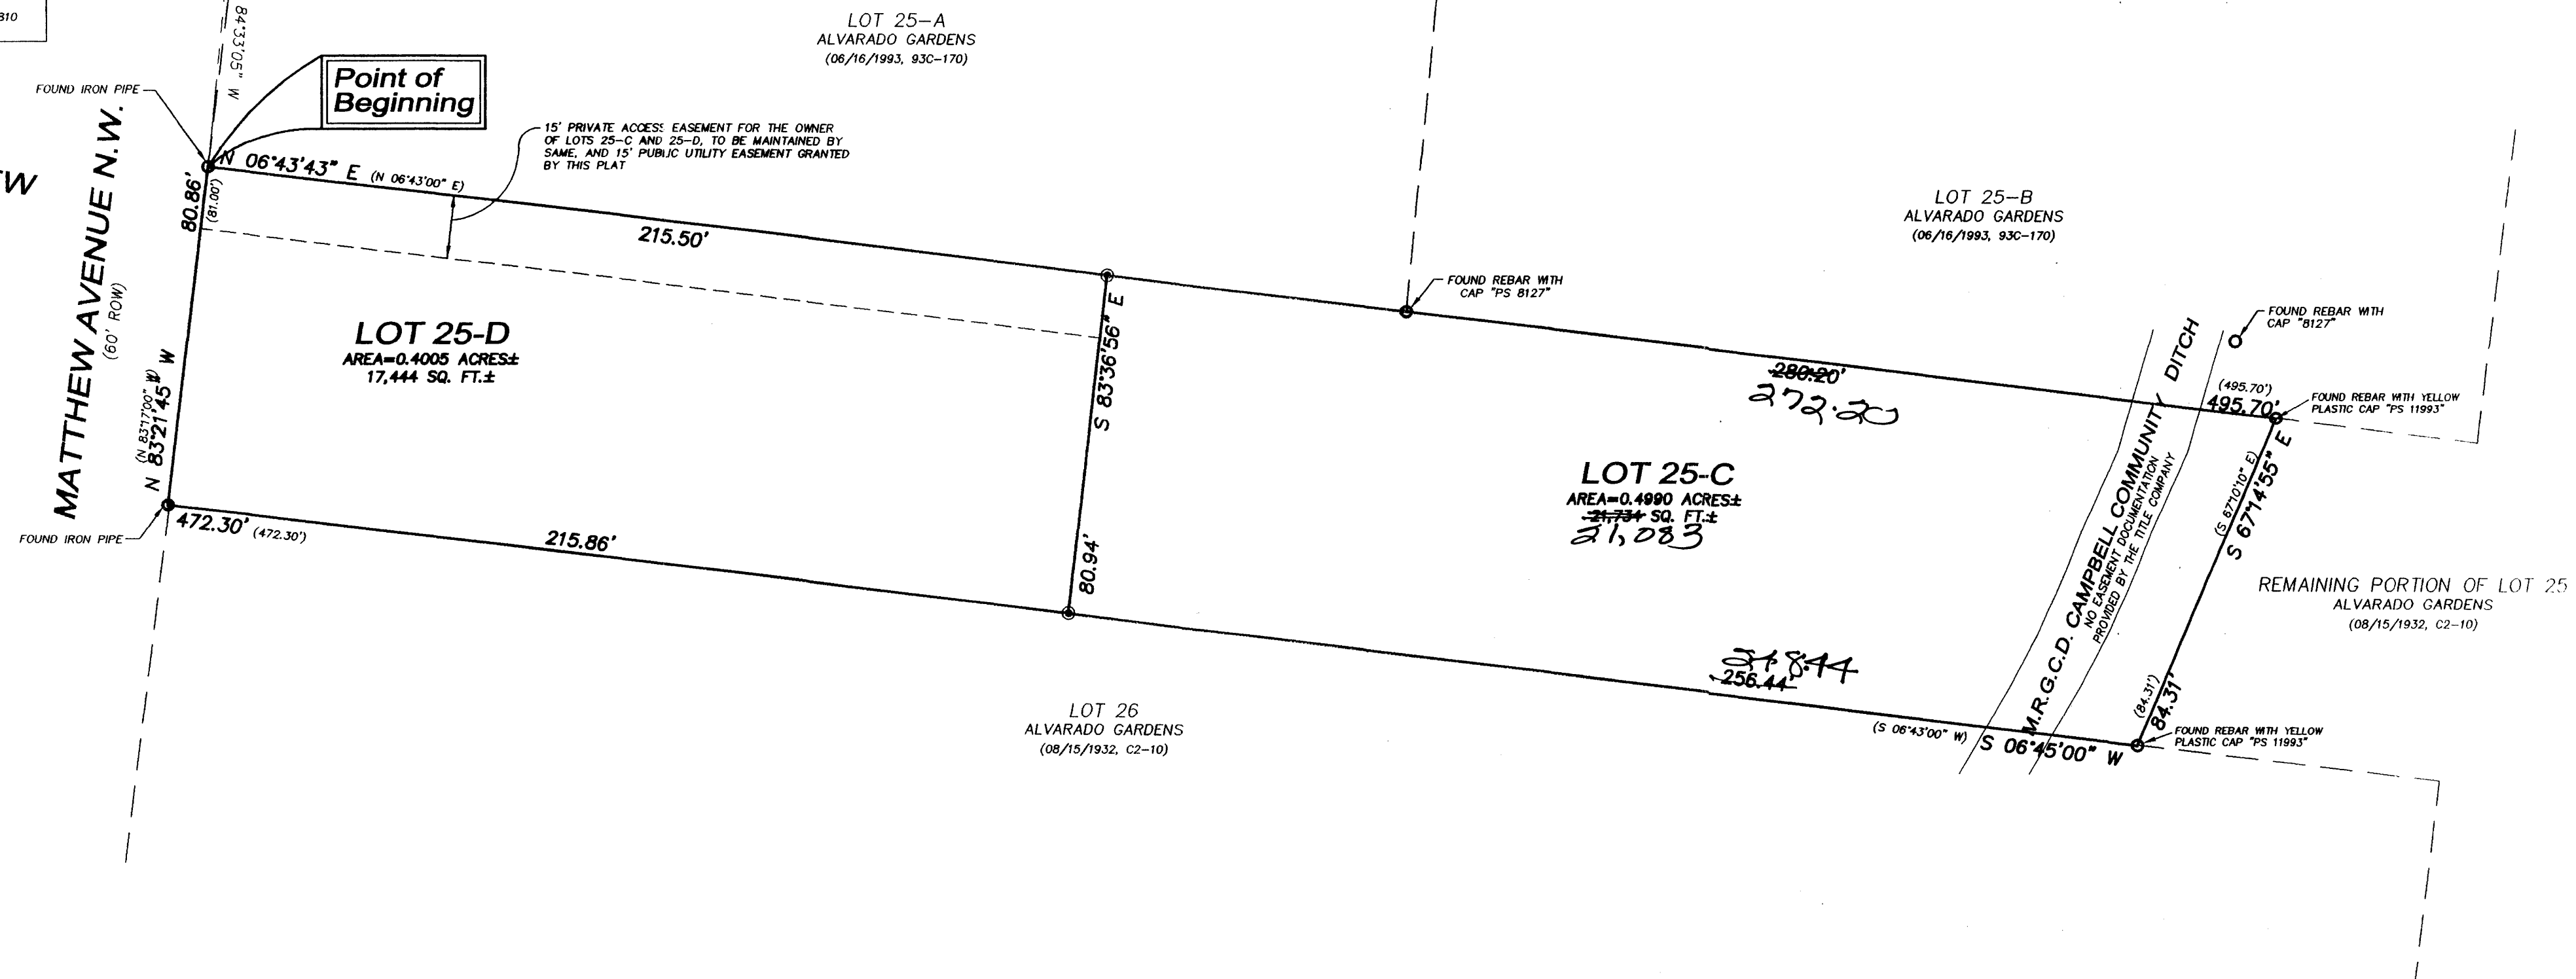 810
84°33'05" W
LOT 25-A
ALVARADO GARDENS
(06/16/1993, 93C-170)
FOUND IRON PIPE
Point of
Beginning
15' PRIVATE ACCESS EASEMENT FOR THE OWNER
OF LOTS 25-C AND 25-D, TO BE MAINTAINED BY
SAME, AND 15' PUBLIC UTILITY EASEMENT GRANTED
BY THIS PLAT
MATTHEW AVENUE N.W.
(60' ROW)
N 06°43'43" E (N 06°43'00" E)
80.86'
(81.00')
215.50'
LOT 25-B
ALVARADO GARDENS
(06/16/1993, 93C-170)
FOUND REBAR WITH
CAP "PS 8127"
FOUND REBAR WITH
CAP "8127"
LOT 25-D
AREA=0.4005 ACRES±
17,444 SQ. FT.±
S 83°36'56" E
80.94'
280.20'
272.20
(495.70')
495.70'
FOUND REBAR WITH YELLOW
PLASTIC CAP "PS 11993"
(N 83°17'00" W)
N 83°21'45" W
LOT 25-C
AREA=0.4990 ACRES±
21,734 SQ. FT.±
21,083
M.R.G.C.D. CAMPBELL COMMUNITY DITCH
NO EASEMENT DOCUMENTATION
PROVIDED BY THE TITLE COMPANY
(S 67°10'10" E)
S 67°14'55" E
(84.31')
84.31'
FOUND IRON PIPE
472.30' (472.30')
215.86'
REMAINING PORTION OF LOT 25
ALVARADO GARDENS
(08/15/1932, C2-10)
256.44'
LOT 26
ALVARADO GARDENS
(08/15/1932, C2-10)
(S 06°43'00" W)
S 06°45'00" W
FOUND REBAR WITH YELLOW
PLASTIC CAP "PS 11993"